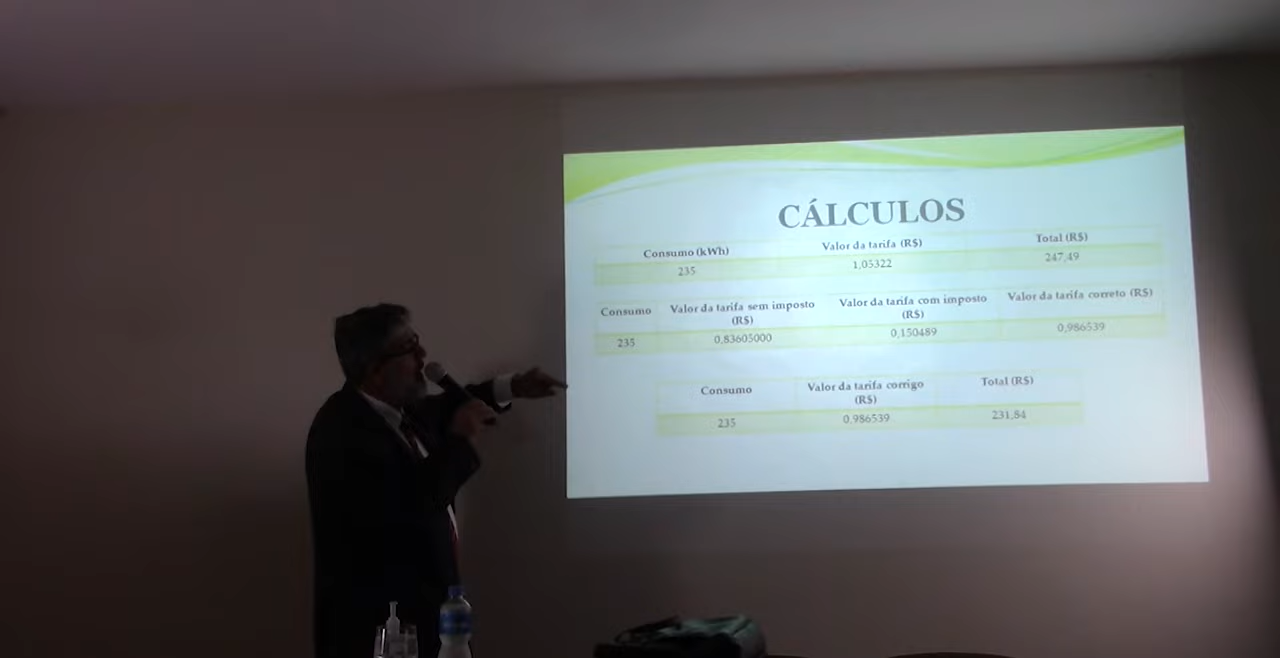 CÁLCULOS
Consumo (kWh) Valor da tarifa (R$) Total (R$)
235 1,05322 247,49
Consumo Valor da tarifa sem imposto (R$) Valor da tarifa com imposto (R$) Valor da tarifa correto (R$)
235 0,83605000 0,150489 0,986539
Consumo Valor da tarifa corrigo (R$) Total (R$)
235 0,986539 231,84